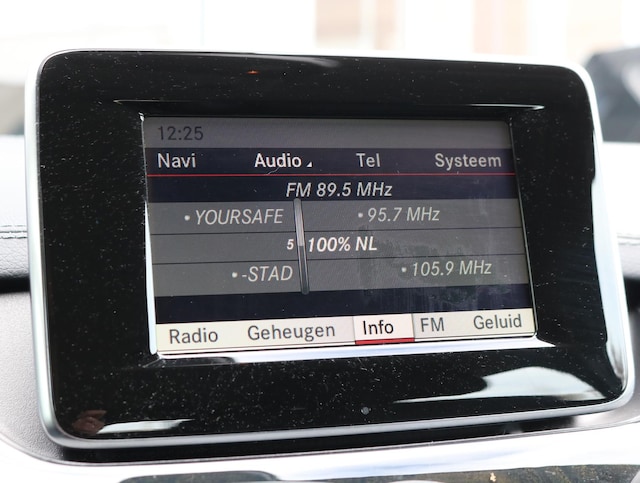 12:25
Navi Audio Tel Systeem
FM 89.5 MHz
• YOURSAFE • 95.7 MHz
5 100% NL
• -STAD • 105.9 MHz
Radio Geheugen Info FM Geluid